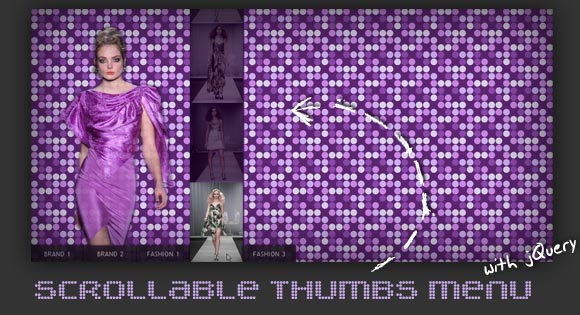 BRAND 1 BRAND 2 FASHION 1 FASHION 3
with jQuery
SCROLLABLE THUMBS MENU